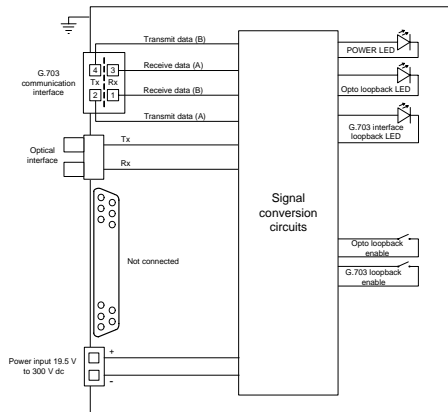 Transmit data (B)
Receive data (A)
Receive data (B)
Transmit data (A)
G.703
communication
interface
4 3
Tx Rx
2 1
Optical
interface
Tx
Rx
Not connected
Power input 19.5 V
to 300 V dc
+
-
Signal
conversion
circuits
POWER LED
Opto loopback LED
G.703 interface
loopback LED
Opto loopback
enable
G.703 loopback
enable